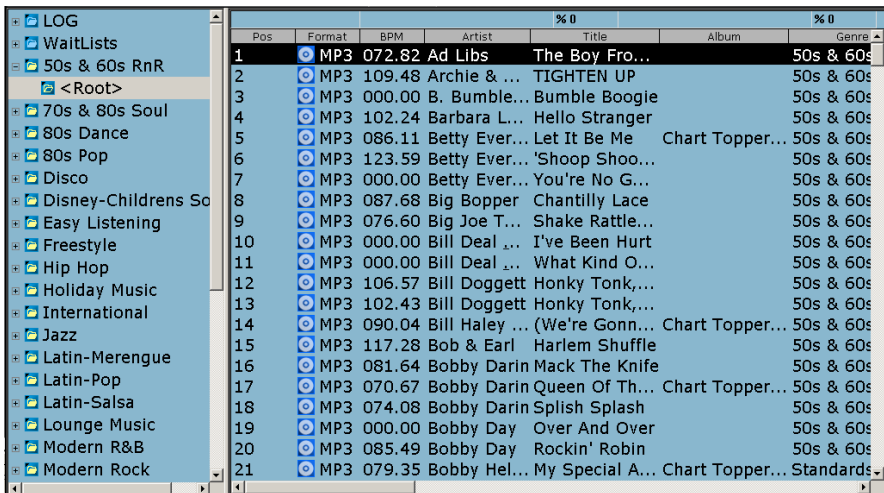 LOG
WaitLists
50s & 60s RnR
<Root>
70s & 80s Soul
80s Dance
80s Pop
Disco
Disney-Childrens So
Easy Listening
Freestyle
Hip Hop
Holiday Music
International
Jazz
Latin-Merengue
Latin-Pop
Latin-Salsa
Lounge Music
Modern R&B
Modern Rock
% 0 % 0
Pos Format BPM Artist Title Album Genre
1 MP3 072.82 Ad Libs The Boy Fro... 50s & 60s
2 MP3 109.48 Archie & ... TIGHTEN UP 50s & 60s
3 MP3 000.00 B. Bumble... Bumble Boogie 50s & 60s
4 MP3 102.24 Barbara L... Hello Stranger 50s & 60s
5 MP3 086.11 Betty Ever... Let It Be Me Chart Topper... 50s & 60s
6 MP3 123.59 Betty Ever... 'Shoop Shoo... 50s & 60s
7 MP3 000.00 Betty Ever... You're No G... 50s & 60s
8 MP3 087.68 Big Bopper Chantilly Lace 50s & 60s
9 MP3 076.60 Big Joe T... Shake Rattle... 50s & 60s
10 MP3 000.00 Bill Deal ... I've Been Hurt 50s & 60s
11 MP3 000.00 Bill Deal ... What Kind O... 50s & 60s
12 MP3 106.57 Bill Doggett Honky Tonk,... 50s & 60s
13 MP3 102.43 Bill Doggett Honky Tonk,... 50s & 60s
14 MP3 090.04 Bill Haley ... (We're Gonn... Chart Topper... 50s & 60s
15 MP3 117.28 Bob & Earl Harlem Shuffle 50s & 60s
16 MP3 081.64 Bobby Darin Mack The Knife 50s & 60s
17 MP3 070.67 Bobby Darin Queen Of Th... Chart Topper... 50s & 60s
18 MP3 074.08 Bobby Darin Splish Splash 50s & 60s
19 MP3 000.00 Bobby Day Over And Over 50s & 60s
20 MP3 085.49 Bobby Day Rockin' Robin 50s & 60s
21 MP3 079.35 Bobby Hel... My Special A... Chart Topper... Standards